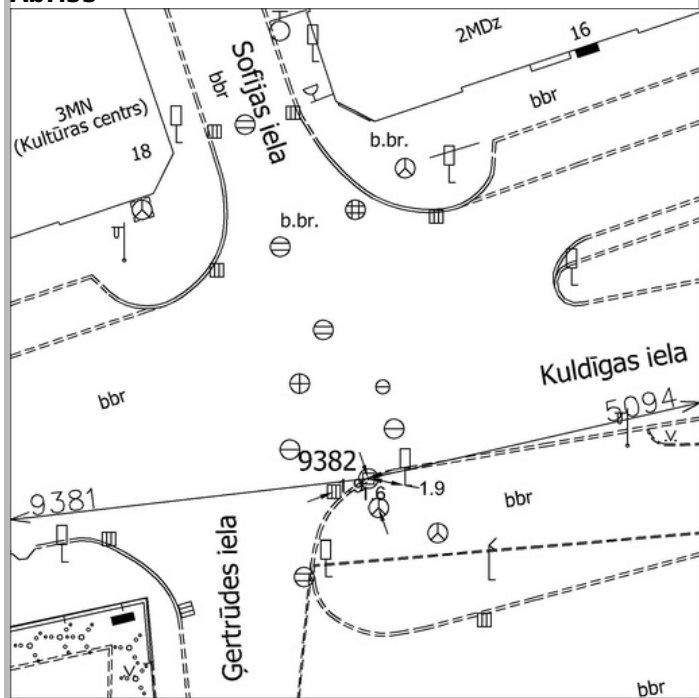 Sofijas iela
bbr
2MDz
16
3MN
(Kultūras centrs)
18
bbr
b.br.
b.br.
Kuldīgas iela
5094
bbr
9382
1.6
1.9
9381
bbr
Ģertrūdes iela
bbr